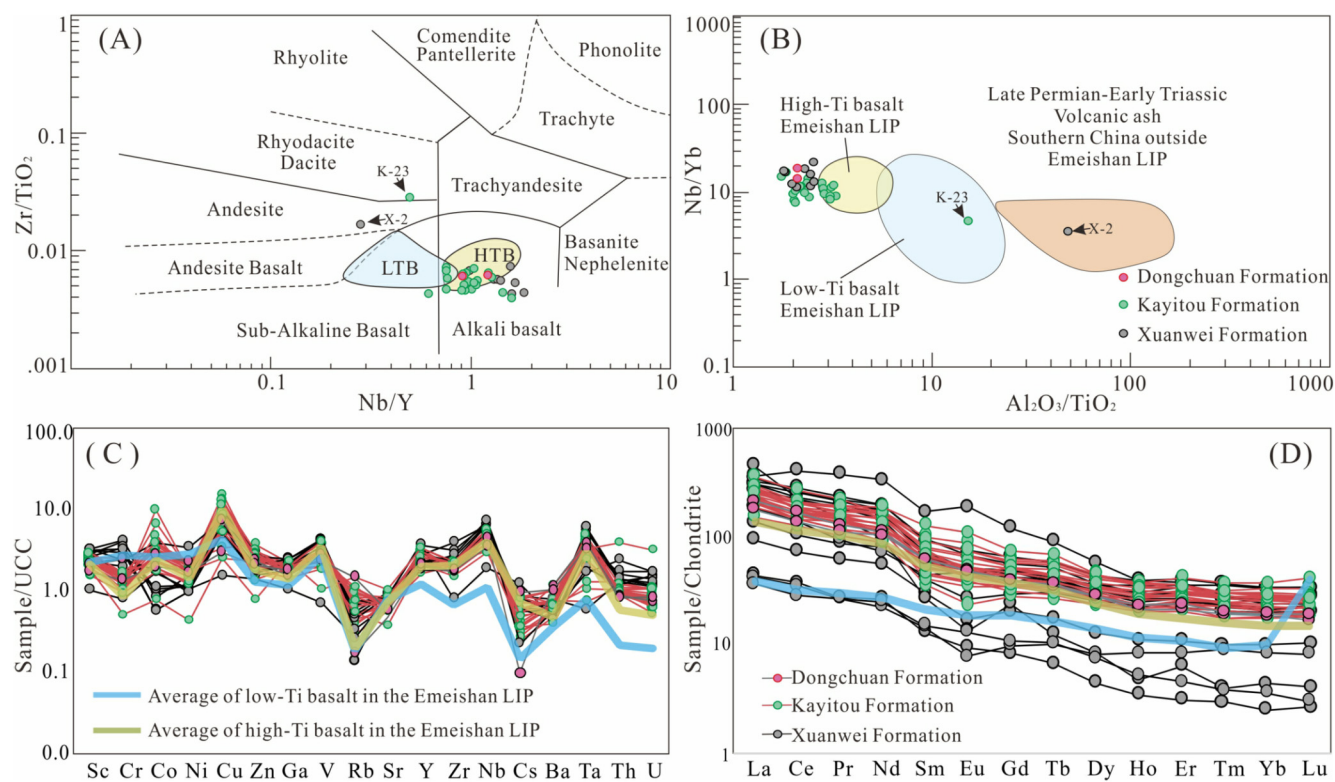 (A)
Zr/TiO₂
1
0.1
0.01
.001
0.1
1
10
Nb/Y
Rhyolite
Comendite
Pantellerite
Phonolite
Trachyte
Rhyodacite
Dacite
K-23
Trachyandesite
Andesite
X-2
Andesite Basalt
LTB
HTB
Basanite
Nephelenite
Sub-Alkaline Basalt
Alkali basalt
(B)
Nb/Yb
1000
100
10
1
0.1
1
10
100
1000
Al₂O₃/TiO₂
High-Ti basalt
Emeishan LIP
Late Permian-Early Triassic
Volcanic ash
Southern China outside
Emeishan LIP
K-23
X-2
Low-Ti basalt
Emeishan LIP
Dongchuan Formation
Kayitou Formation
Xuanwei Formation
(C)
Sample/UCC
100.0
10.0
1.0
0.1
0.0
Average of low-Ti basalt in the Emeishan LIP
Average of high-Ti basalt in the Emeishan LIP
Sc Cr Co Ni Cu Zn Ga V Rb Sr Y Zr Nb Cs Ba Ta Th U
(D)
Sample/Chondrite
1000
100
10
1
Dongchuan Formation
Kayitou Formation
Xuanwei Formation
La Ce Pr Nd Sm Eu Gd Tb Dy Ho Er Tm Yb Lu